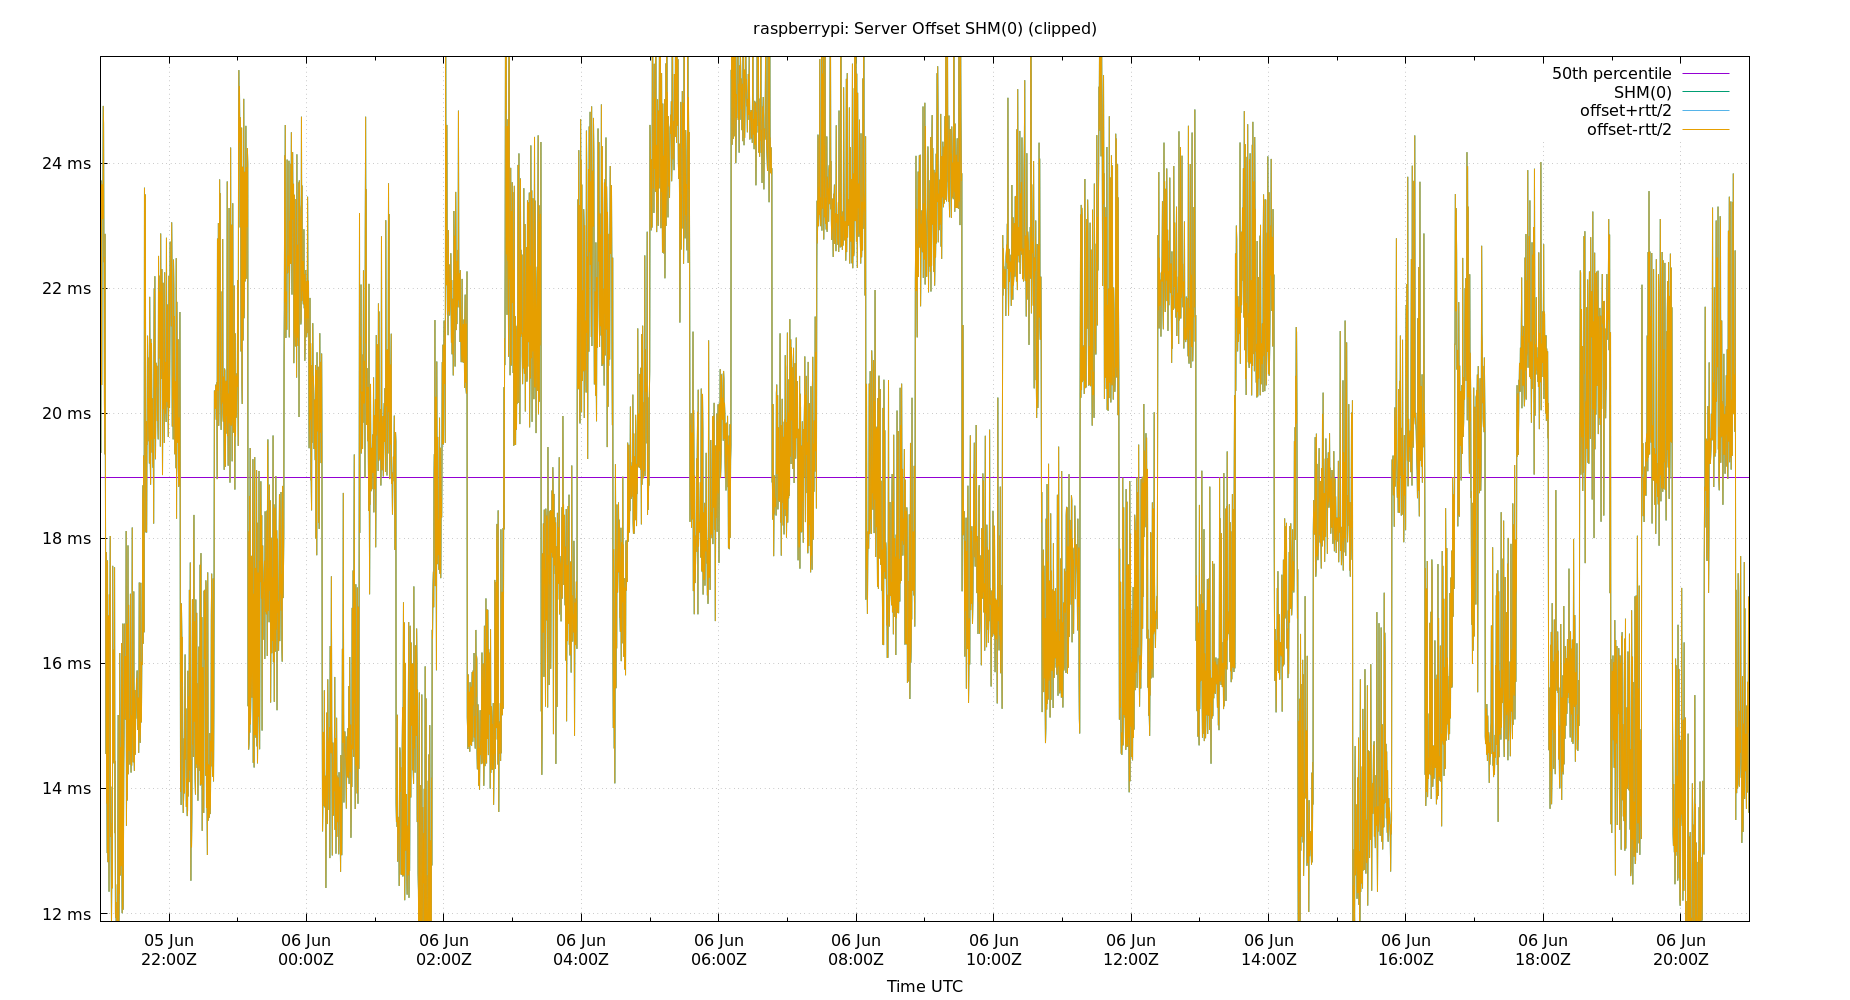 raspberrypi: Server Offset SHM(0) (clipped)
50th percentile
SHM(0)
offset+rtt/2
offset-rtt/2
24 ms
22 ms
20 ms
18 ms
16 ms
14 ms
12 ms
05 Jun 06 Jun 06 Jun 06 Jun 06 Jun 06 Jun 06 Jun 06 Jun 06 Jun 06 Jun 06 Jun 06 Jun
22:00Z 00:00Z 02:00Z 04:00Z 06:00Z 08:00Z 10:00Z 12:00Z 14:00Z 16:00Z 18:00Z 20:00Z
Time UTC